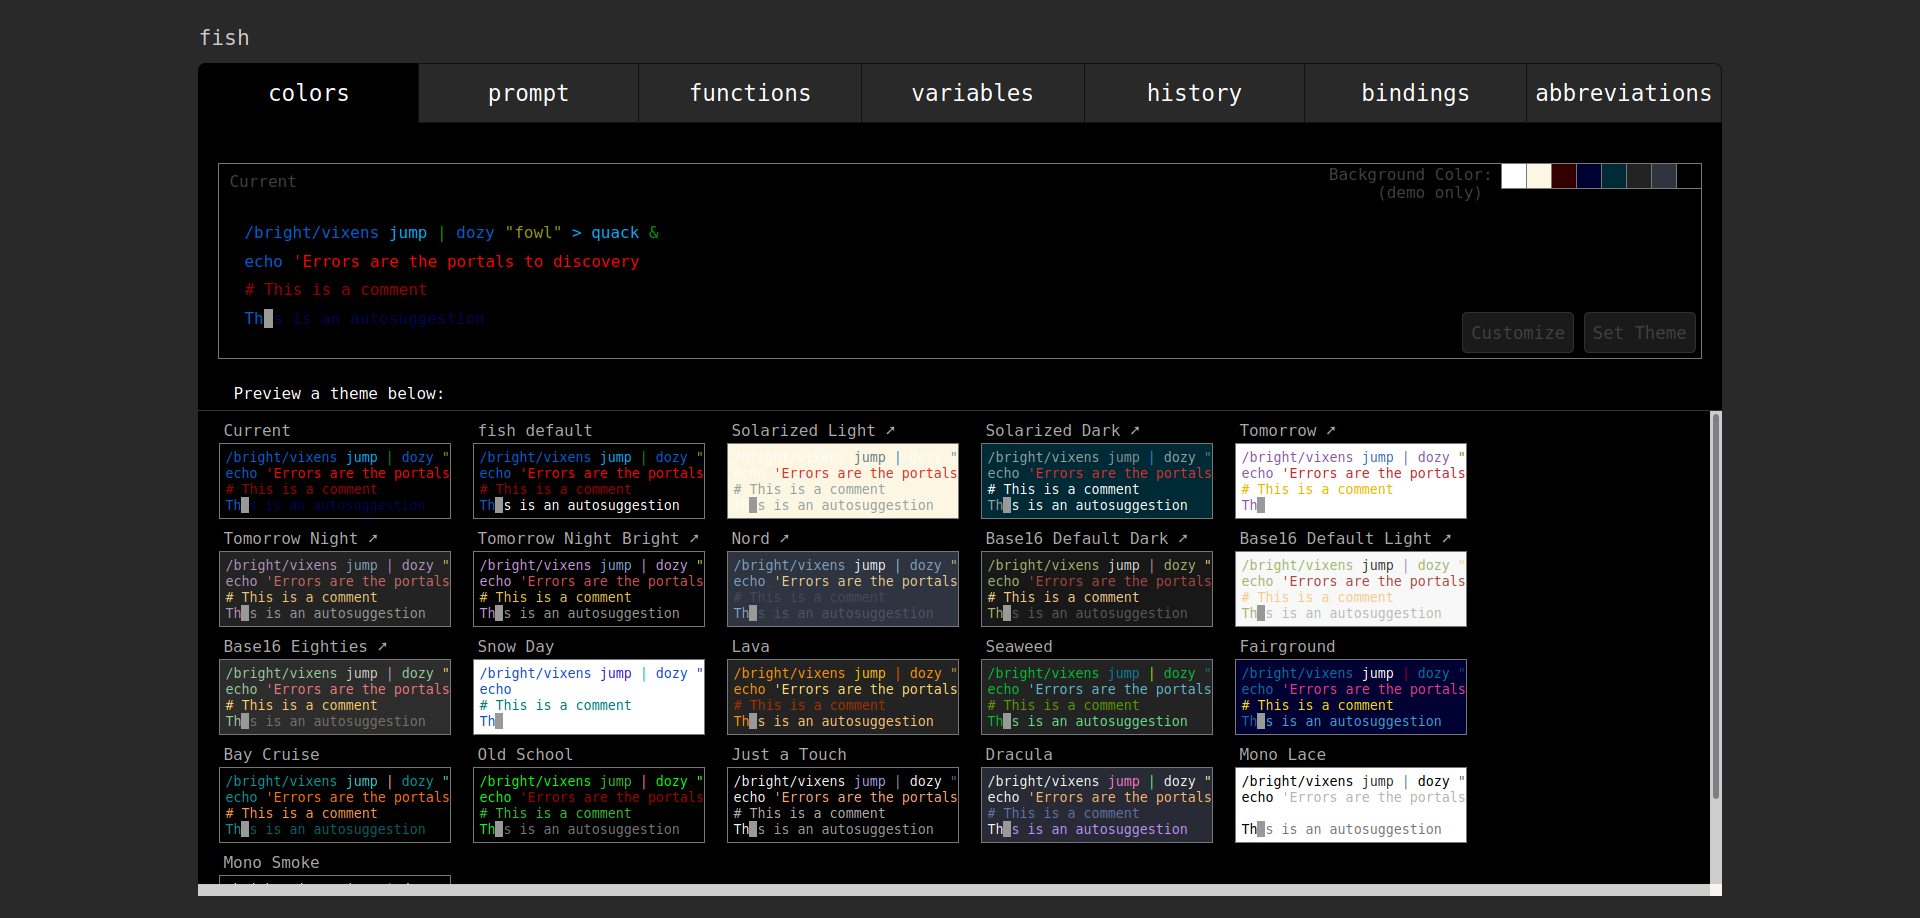 fish
colors prompt functions variables history bindings abbreviations
Current
Background Color:
(demo only)
/bright/vixens jump | dozy "fowl" > quack &
echo 'Errors are the portals to discovery
# This is a comment
Th s is an autosuggestion
Customize Set Theme
Preview a theme below:
Current
/bright/vixens jump | dozy "
echo 'Errors are the portals
# This is a comment
Th s is an autosuggestion
fish default
/bright/vixens jump | dozy "
echo 'Errors are the portals
# This is a comment
Th s is an autosuggestion
Solarized Light ➚
/bright/vixens jump | dozy "
echo 'Errors are the portals
# This is a comment
Th s is an autosuggestion
Solarized Dark ➚
/bright/vixens jump | dozy "
echo 'Errors are the portals
# This is a comment
Th s is an autosuggestion
Tomorrow ➚
/bright/vixens jump | dozy "
echo 'Errors are the portals
# This is a comment
Th
Tomorrow Night ➚
/bright/vixens jump | dozy "
echo 'Errors are the portals
# This is a comment
Th s is an autosuggestion
Tomorrow Night Bright ➚
/bright/vixens jump | dozy "
echo 'Errors are the portals
# This is a comment
Th s is an autosuggestion
Nord ➚
/bright/vixens jump | dozy "
echo 'Errors are the portals
# This is a comment
Th s is an autosuggestion
Base16 Default Dark ➚
/bright/vixens jump | dozy "
echo 'Errors are the portals
# This is a comment
Th s is an autosuggestion
Base16 Default Light ➚
/bright/vixens jump | dozy "
echo 'Errors are the portals
# This is a comment
Th s is an autosuggestion
Base16 Eighties ➚
/bright/vixens jump | dozy "
echo 'Errors are the portals
# This is a comment
Th s is an autosuggestion
Snow Day
/bright/vixens jump | dozy "
echo
# This is a comment
Th
Lava
/bright/vixens jump | dozy "
echo 'Errors are the portals
# This is a comment
Th s is an autosuggestion
Seaweed
/bright/vixens jump | dozy "
echo 'Errors are the portals
# This is a comment
Th s is an autosuggestion
Fairground
/bright/vixens jump | dozy "
echo 'Errors are the portals
# This is a comment
Th s is an autosuggestion
Bay Cruise
/bright/vixens jump | dozy "
echo 'Errors are the portals
# This is a comment
Th s is an autosuggestion
Old School
/bright/vixens jump | dozy "
echo 'Errors are the portals
# This is a comment
Th s is an autosuggestion
Just a Touch
/bright/vixens jump | dozy "
echo 'Errors are the portals
# This is a comment
Th s is an autosuggestion
Dracula
/bright/vixens jump | dozy "
echo 'Errors are the portals
# This is a comment
Th s is an autosuggestion
Mono Lace
/bright/vixens jump | dozy "
echo 'Errors are the portals
Th s is an autosuggestion
Mono Smoke